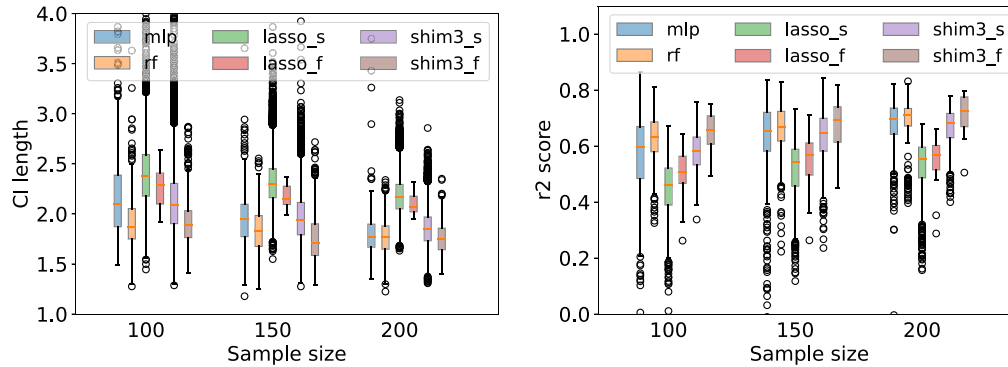 4.0
3.5
3.0
2.5
2.0
1.5
1.0
CI length
mlp
rf
lasso_s
lasso_f
shim3_s
shim3_f
100
150
200
Sample size
1.0
0.8
0.6
0.4
0.2
0.0
r2 score
mlp
rf
lasso_s
lasso_f
shim3_s
shim3_f
100
150
200
Sample size